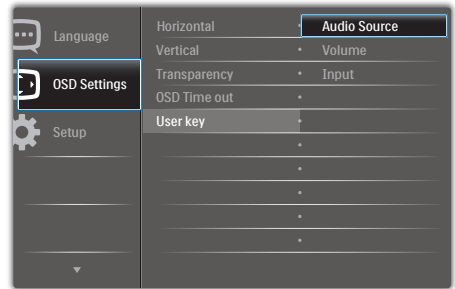 Language
OSD Settings
Setup
Horizontal
Vertical
Transparency
OSD Time out
User key
Audio Source
Volume
Input